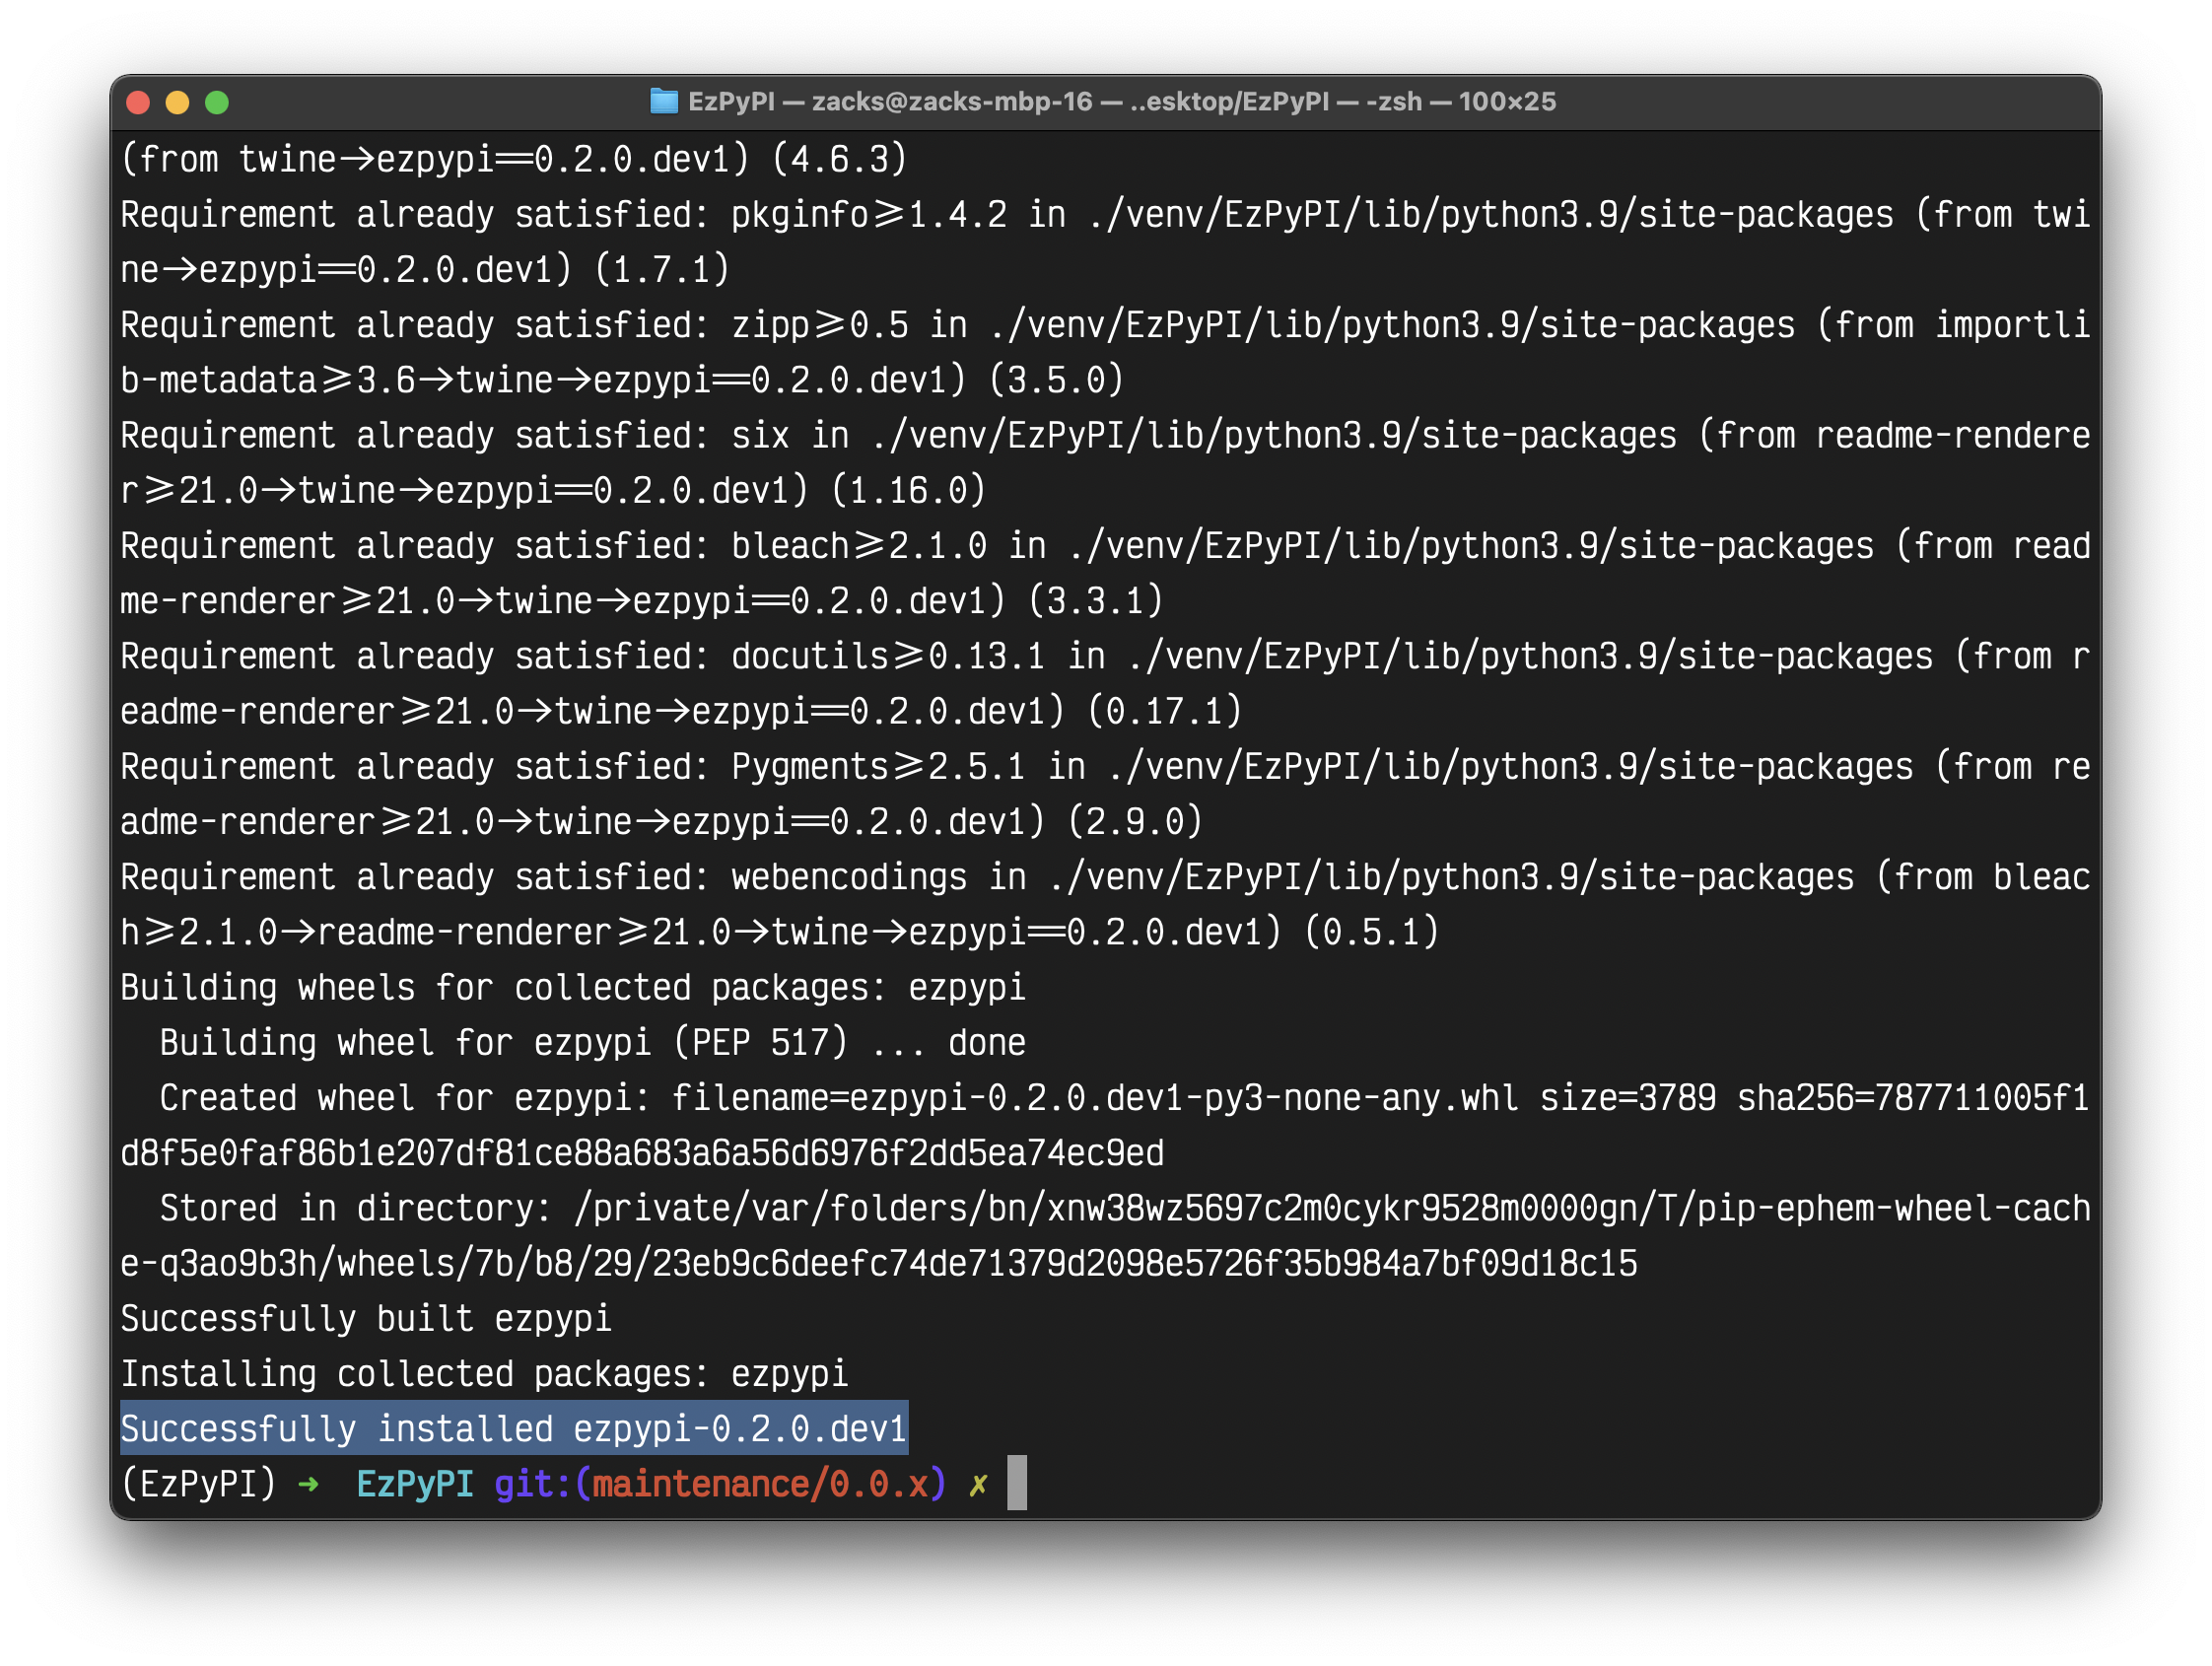 EzPyPI — zacks@zacks-mbp-16 — ..esktop/EzPyPI — -zsh — 100×25
(from twine->ezpypi==0.2.0.dev1) (4.6.3)
Requirement already satisfied: pkginfo>=1.4.2 in ./venv/EzPyPI/lib/python3.9/site-packages (from twi
ne->ezpypi==0.2.0.dev1) (1.7.1)
Requirement already satisfied: zipp>=0.5 in ./venv/EzPyPI/lib/python3.9/site-packages (from importli
b-metadata>=3.6->twine->ezpypi==0.2.0.dev1) (3.5.0)
Requirement already satisfied: six in ./venv/EzPyPI/lib/python3.9/site-packages (from readme-rendere
r>=21.0->twine->ezpypi==0.2.0.dev1) (1.16.0)
Requirement already satisfied: bleach>=2.1.0 in ./venv/EzPyPI/lib/python3.9/site-packages (from read
me-renderer>=21.0->twine->ezpypi==0.2.0.dev1) (3.3.1)
Requirement already satisfied: docutils>=0.13.1 in ./venv/EzPyPI/lib/python3.9/site-packages (from r
eadme-renderer>=21.0->twine->ezpypi==0.2.0.dev1) (0.17.1)
Requirement already satisfied: Pygments>=2.5.1 in ./venv/EzPyPI/lib/python3.9/site-packages (from re
adme-renderer>=21.0->twine->ezpypi==0.2.0.dev1) (2.9.0)
Requirement already satisfied: webencodings in ./venv/EzPyPI/lib/python3.9/site-packages (from bleac
h>=2.1.0->readme-renderer>=21.0->twine->ezpypi==0.2.0.dev1) (0.5.1)
Building wheels for collected packages: ezpypi
  Building wheel for ezpypi (PEP 517) ... done
  Created wheel for ezpypi: filename=ezpypi-0.2.0.dev1-py3-none-any.whl size=3789 sha256=787711005f1
d8f5e0faf86b1e207df81ce88a683a6a56d6976f2dd5ea74ec9ed
  Stored in directory: /private/var/folders/bn/xnw38wz5697c2m0cykr9528m0000gn/T/pip-ephem-wheel-cach
e-q3ao9b3h/wheels/7b/b8/29/23eb9c6deefc74de71379d2098e5726f35b984a7bf09d18c15
Successfully built ezpypi
Installing collected packages: ezpypi
Successfully installed ezpypi-0.2.0.dev1
(EzPyPI) ➜  EzPyPI git:(maintenance/0.0.x) ✗